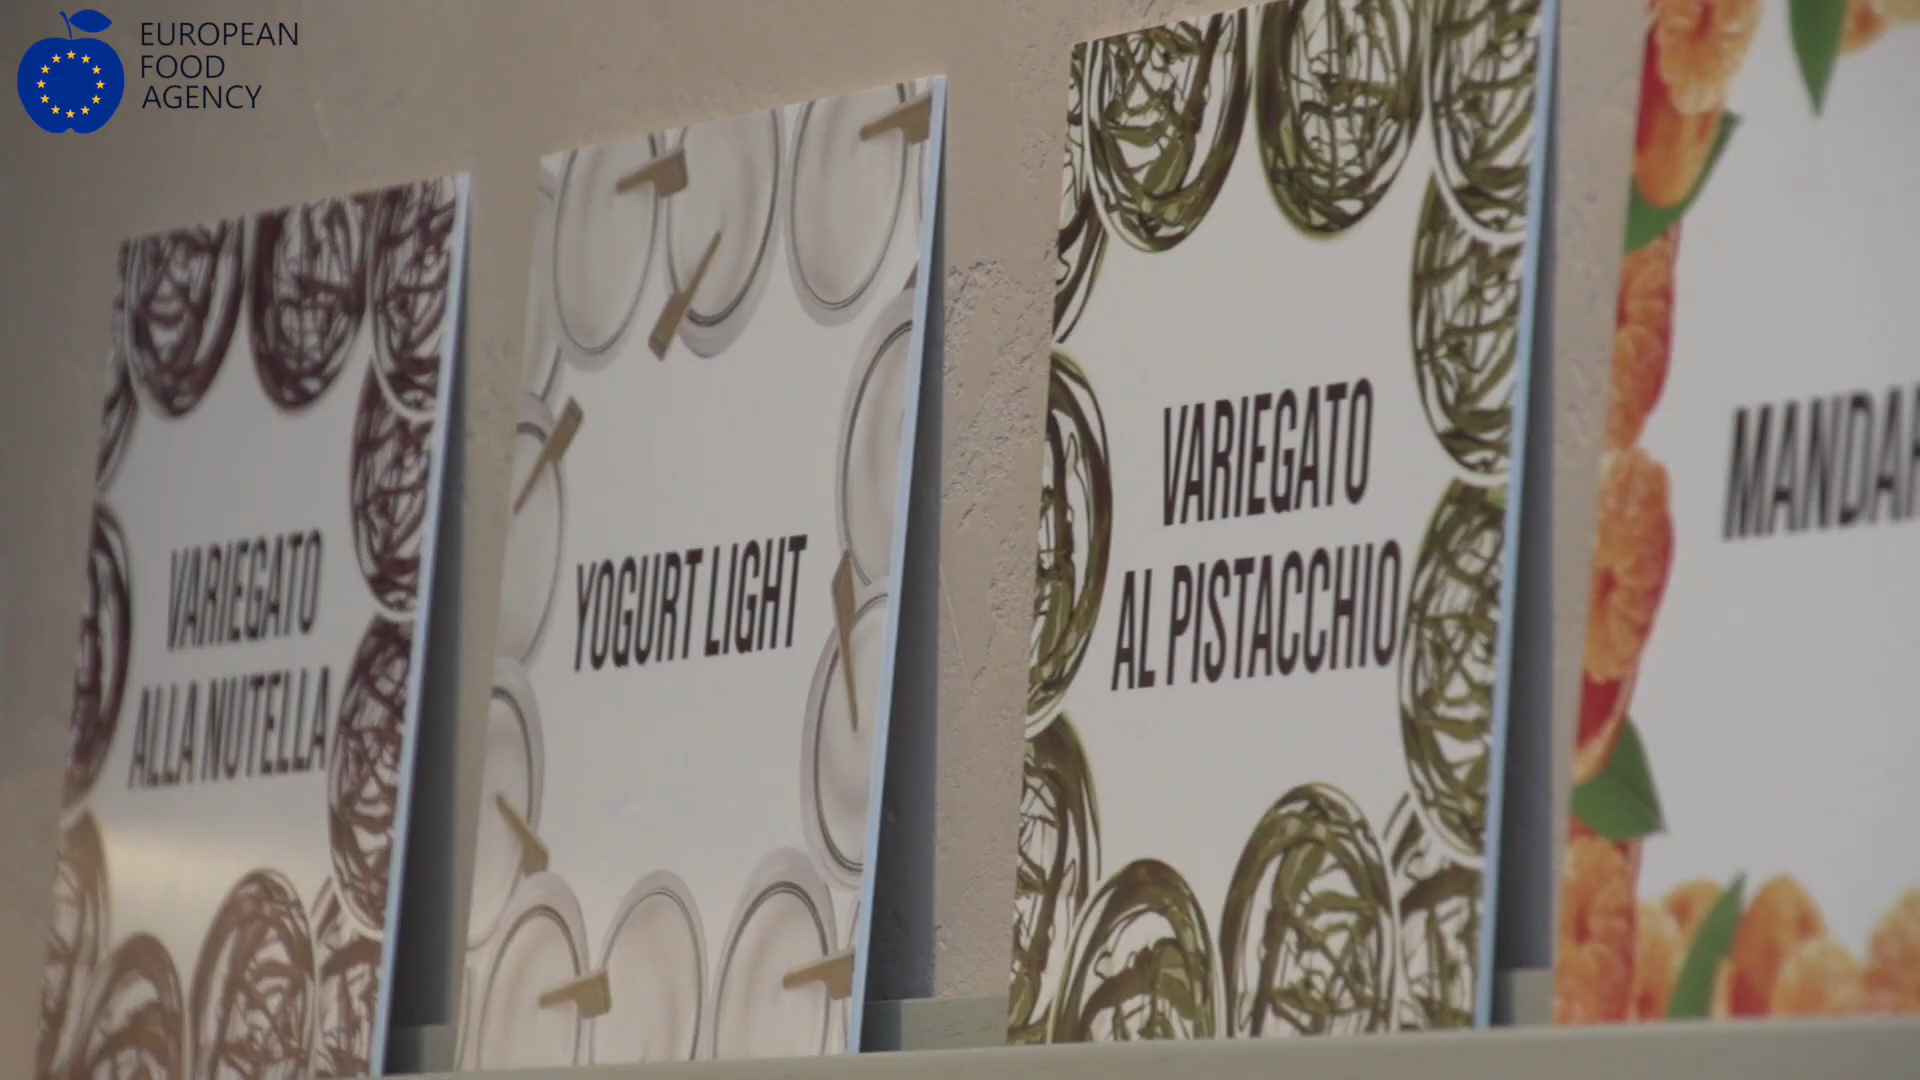 EUROPEAN
FOOD
AGENCY
VARIEGATO
ALLA NUTELLA
YOGURT LIGHT
VARIEGATO
AL PISTACCHIO